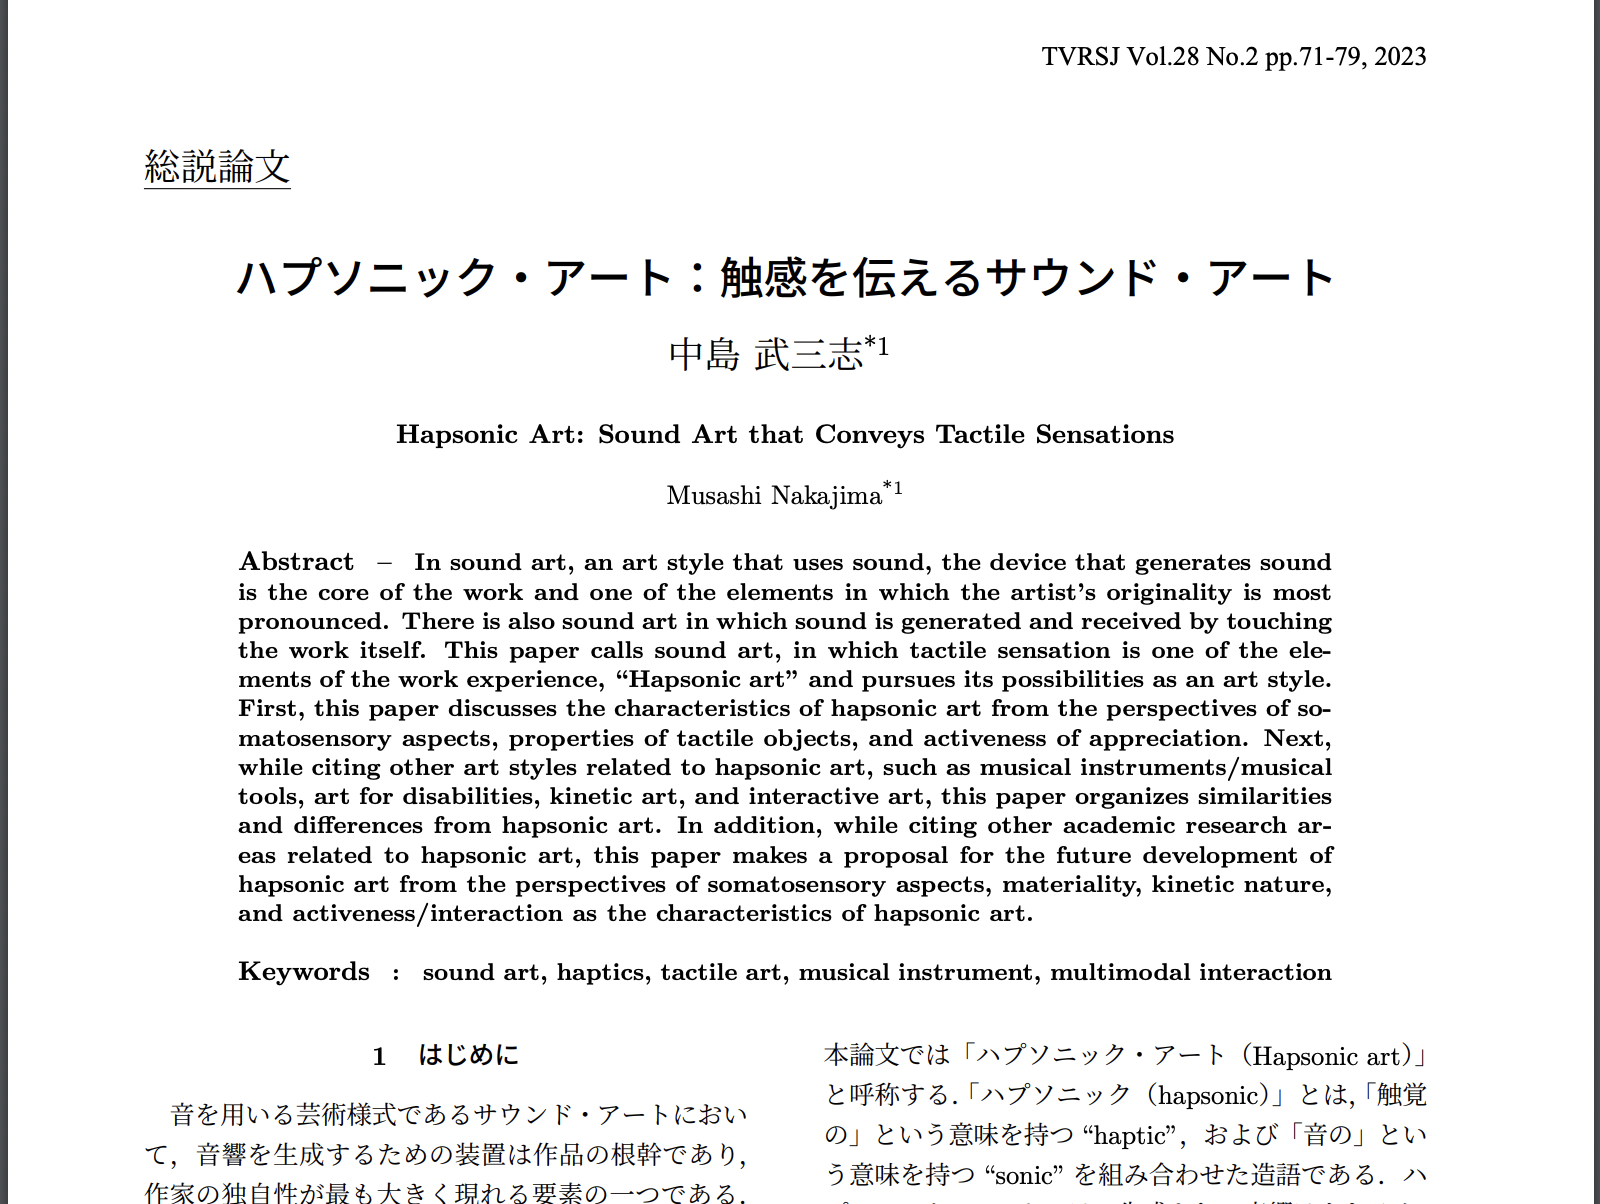 TVRSJ Vol.28 No.2 pp.71-79, 2023
総説論文
ハプソニック・アート：触感を伝えるサウンド・アート
中島 武三志*1
Hapsonic Art: Sound Art that Conveys Tactile Sensations
Musashi Nakajima*1
Abstract – In sound art, an art style that uses sound, the device that generates sound
is the core of the work and one of the elements in which the artist’s originality is most
pronounced. There is also sound art in which sound is generated and received by touching
the work itself. This paper calls sound art, in which tactile sensation is one of the ele-
ments of the work experience, “Hapsonic art” and pursues its possibilities as an art style.
First, this paper discusses the characteristics of hapsonic art from the perspectives of so-
matosensory aspects, properties of tactile objects, and activeness of appreciation. Next,
while citing other art styles related to hapsonic art, such as musical instruments/musical
tools, art for disabilities, kinetic art, and interactive art, this paper organizes similarities
and differences from hapsonic art. In addition, while citing other academic research ar-
eas related to hapsonic art, this paper makes a proposal for the future development of
hapsonic art from the perspectives of somatosensory aspects, materiality, kinetic nature,
and activeness/interaction as the characteristics of hapsonic art.
Keywords : sound art, haptics, tactile art, musical instrument, multimodal interaction
1 はじめに
音を用いる芸術様式であるサウンド・アートにおい
て，音響を生成するための装置は作品の根幹であり，
作家の独自性が最も大きく現れる要素の一つである．
本論文では「ハプソニック・アート（Hapsonic art）」
と呼称する．「ハプソニック（hapsonic）」とは，「触覚
の」という意味を持つ “haptic”，および「音の」とい
う意味を持つ “sonic” を組み合わせた造語である．ハ